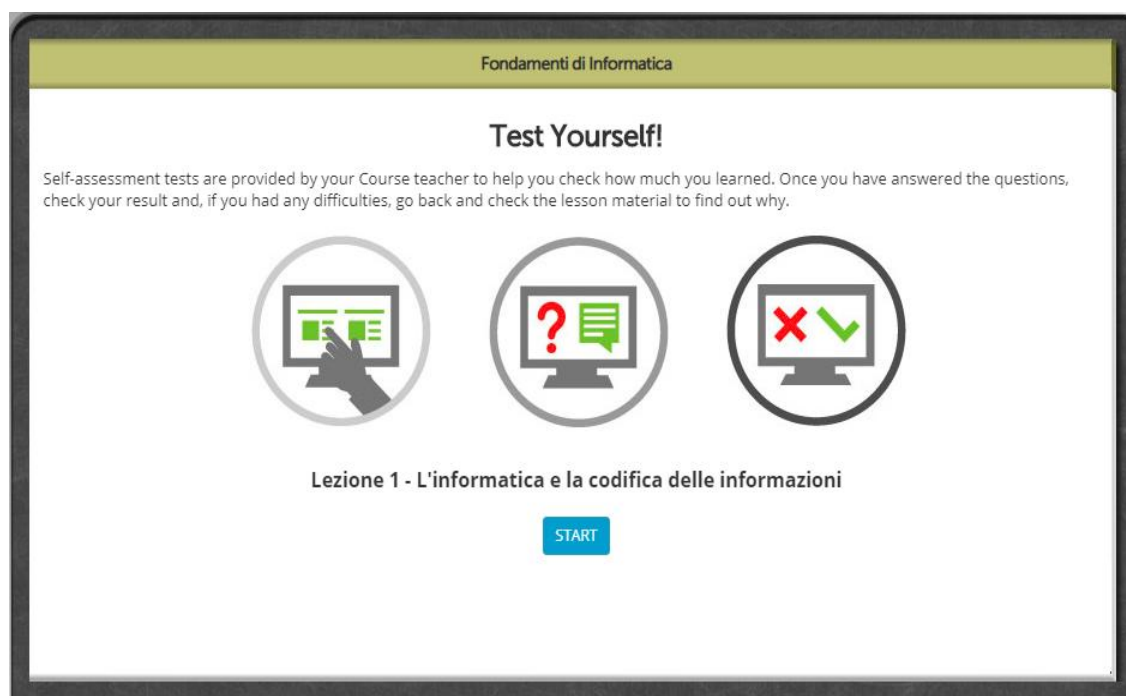 Fondamenti di Informatica
Test Yourself!
Self-assessment tests are provided by your Course teacher to help you check how much you learned. Once you have answered the questions,
check your result and, if you had any difficulties, go back and check the lesson material to find out why.
?
Lezione 1 - L'informatica e la codifica delle informazioni
START